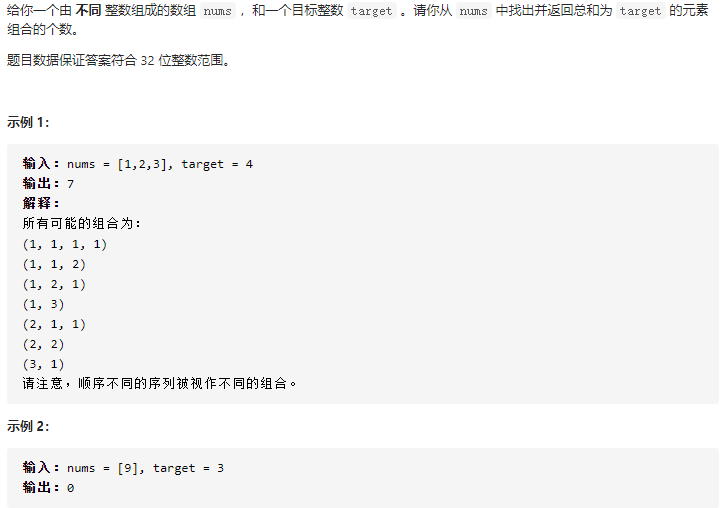 给你一个由 不同 整数组成的数组 nums ，和一个目标整数 target 。请你从 nums 中找出并返回总和为 target 的元素
组合的个数。
题目数据保证答案符合 32 位整数范围。
示例 1：
输入：nums = [1,2,3], target = 4
输出：7
解释：
所有可能的组合为：
(1, 1, 1, 1)
(1, 1, 2)
(1, 2, 1)
(1, 3)
(2, 1, 1)
(2, 2)
(3, 1)
请注意，顺序不同的序列被视作不同的组合。
示例 2：
输入：nums = [9], target = 3
输出：0